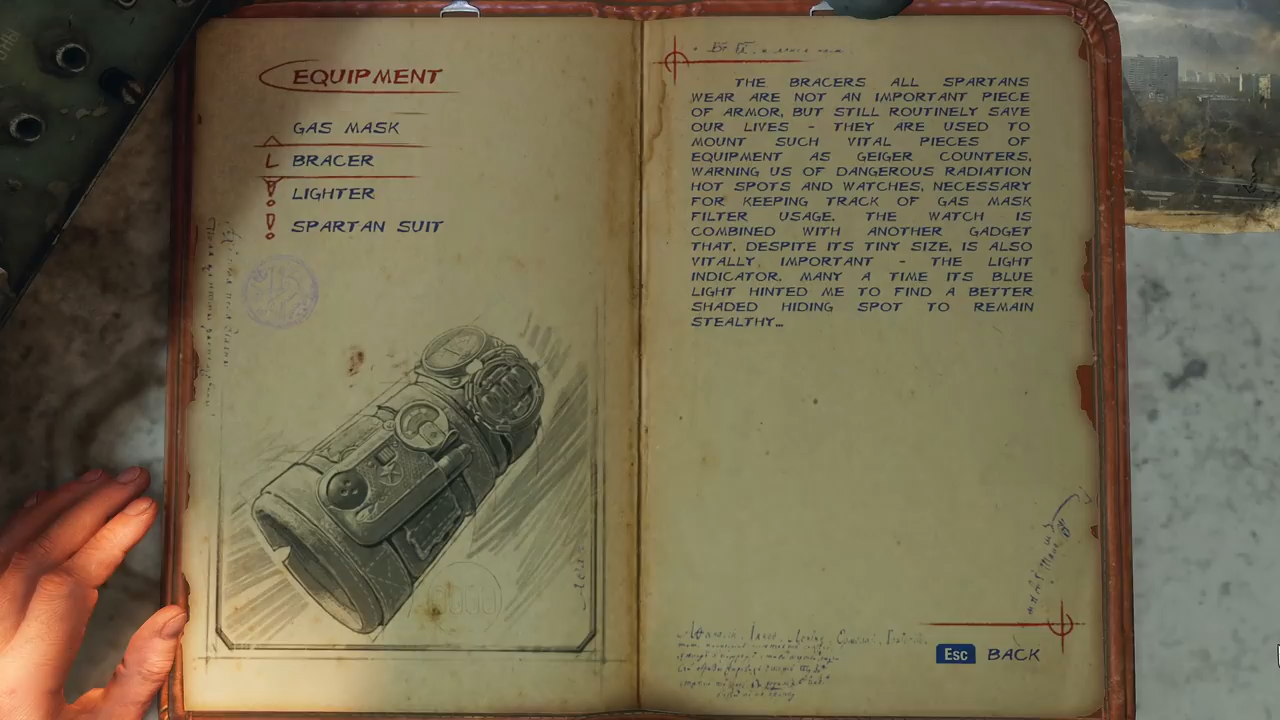 EQUIPMENT
GAS MASK
BRACER
LIGHTER
SPARTAN SUIT
THE BRACERS ALL SPARTANS
WEAR ARE NOT AN IMPORTANT PIECE
OF ARMOR, BUT STILL ROUTINELY SAVE
OUR LIVES - THEY ARE USED TO
MOUNT SUCH VITAL PIECES OF
EQUIPMENT AS GEIGER COUNTERS,
WARNING US OF DANGEROUS RADIATION
HOT SPOTS AND WATCHES, NECESSARY
FOR KEEPING TRACK OF GAS MASK
FILTER USAGE. THE WATCH IS
COMBINED WITH ANOTHER GADGET
THAT, DESPITE ITS TINY SIZE, IS ALSO
VITALLY IMPORTANT - THE LIGHT
INDICATOR. MANY A TIME ITS BLUE
LIGHT HINTED ME TO FIND A BETTER
SHADED HIDING SPOT TO REMAIN
STEALTHY...
Esc BACK